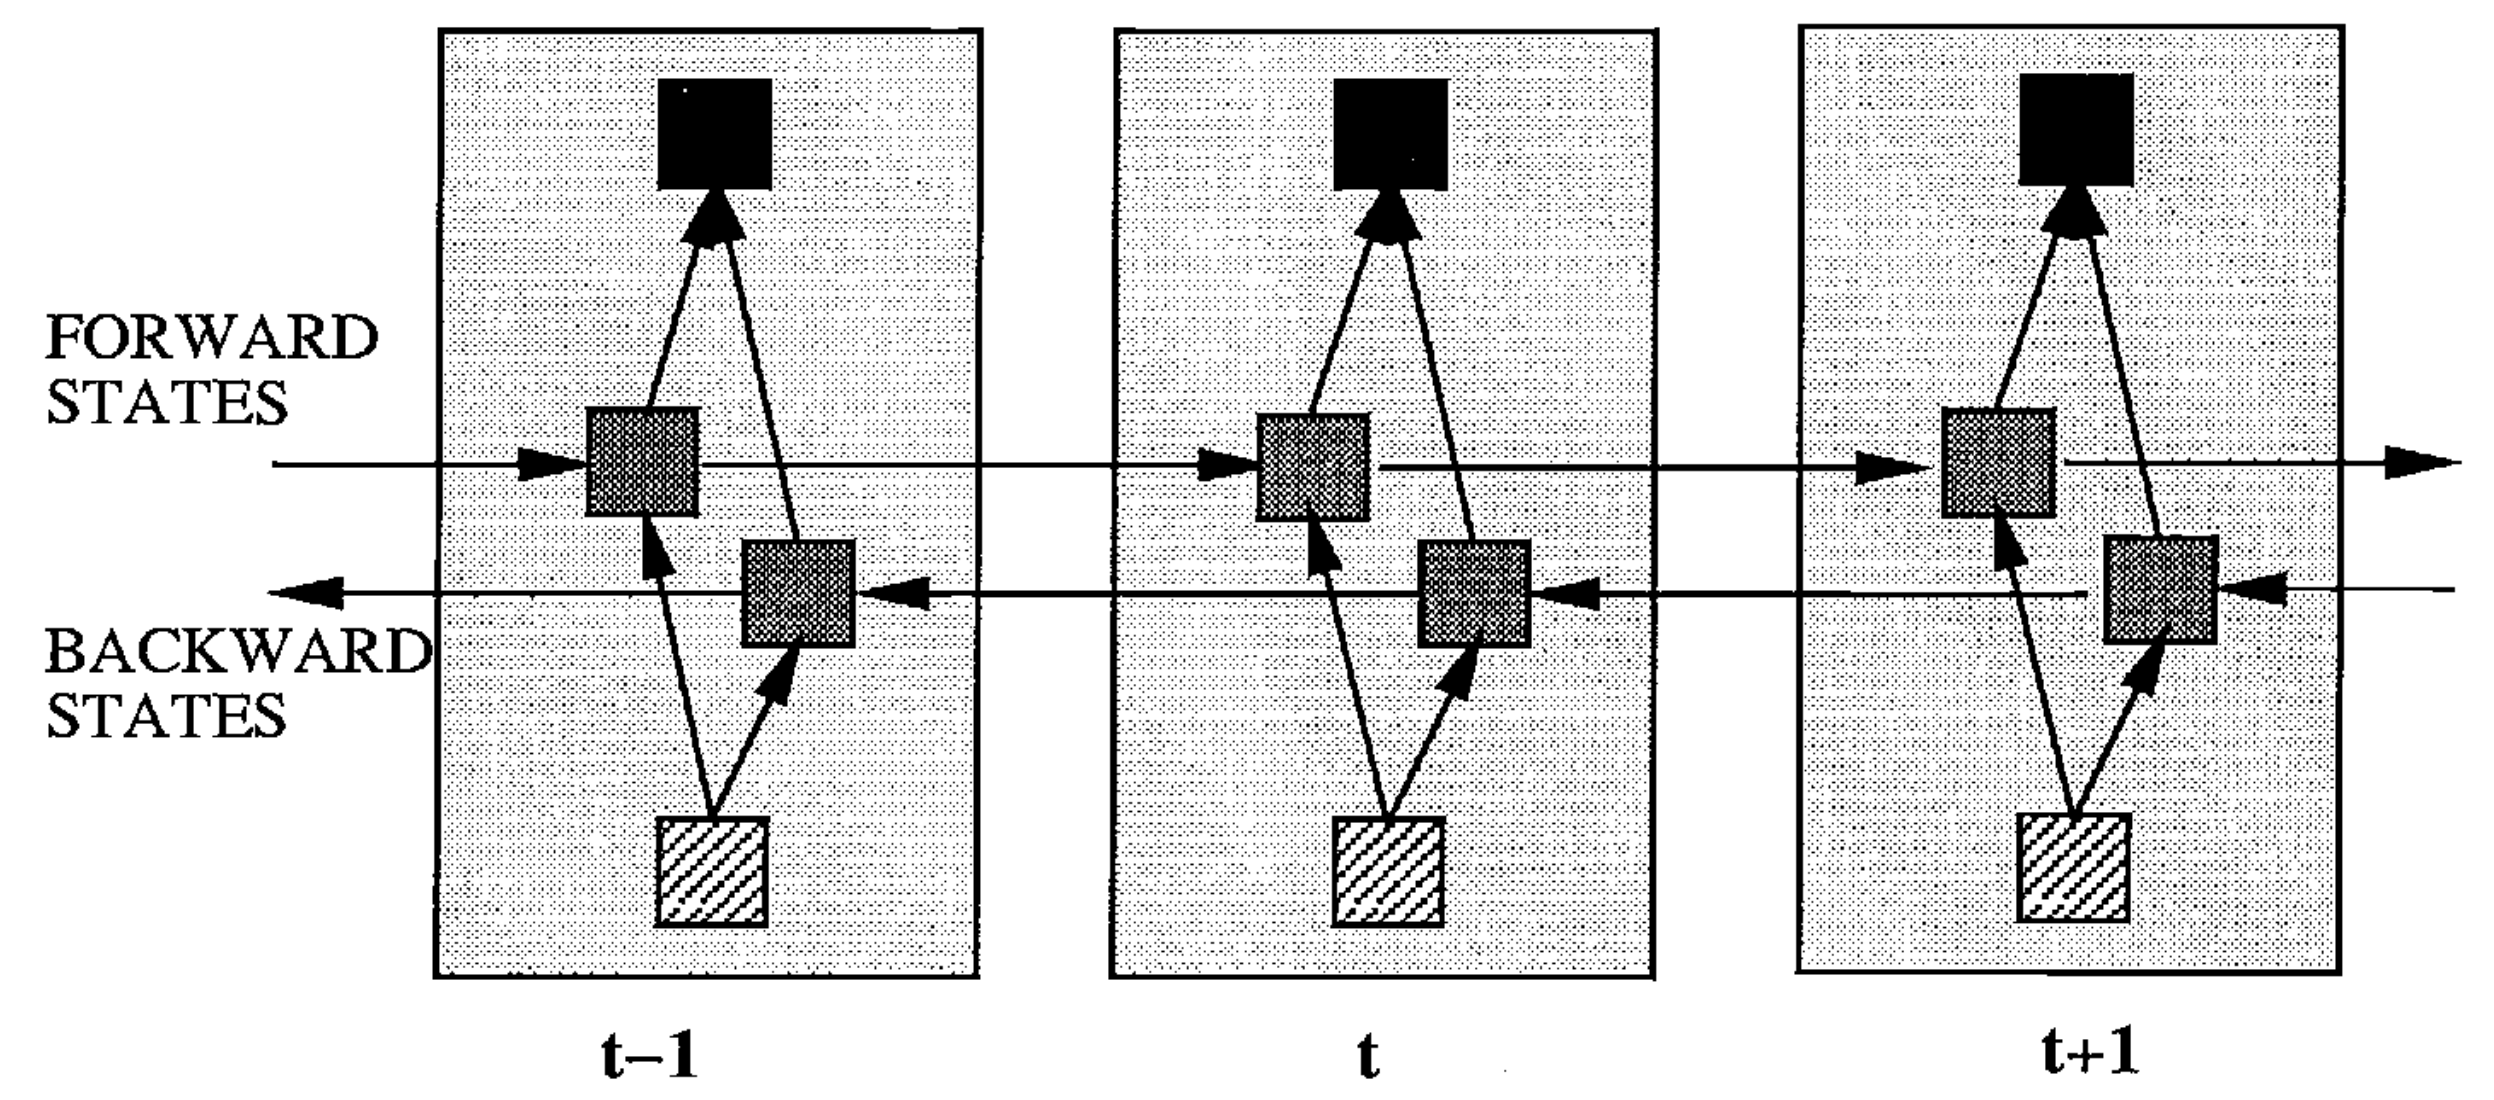 FORWARD
STATES
BACKWARD
STATES
t-1
t
t+1